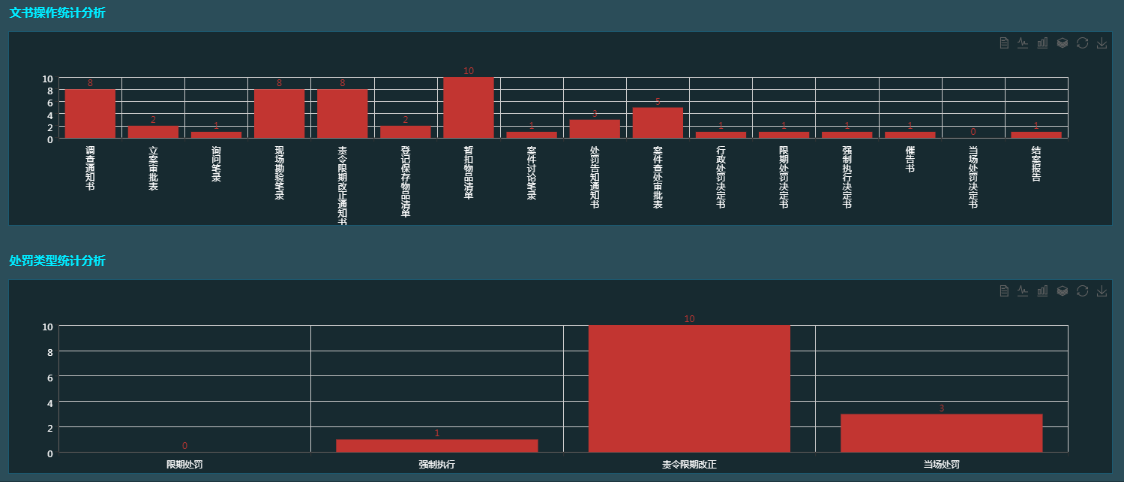 文书操作统计分析
10
8
6
4
2
0
8
2
1
8
8
2
10
1
3
5
1
1
1
1
0
1
调查通知书
立案审批表
询问笔录
现场勘验笔录
责令限期改正通知书
登记保存物品清单
暂扣物品清单
案件讨论笔录
处罚告知通知书
案件查处审批表
行政处罚决定书
限期处罚决定书
强制执行决定书
催告书
当场处罚决定书
结案报告
处罚类型统计分析
10
8
6
4
2
0
0
1
10
3
限期处罚
强制执行
责令限期改正
当场处罚